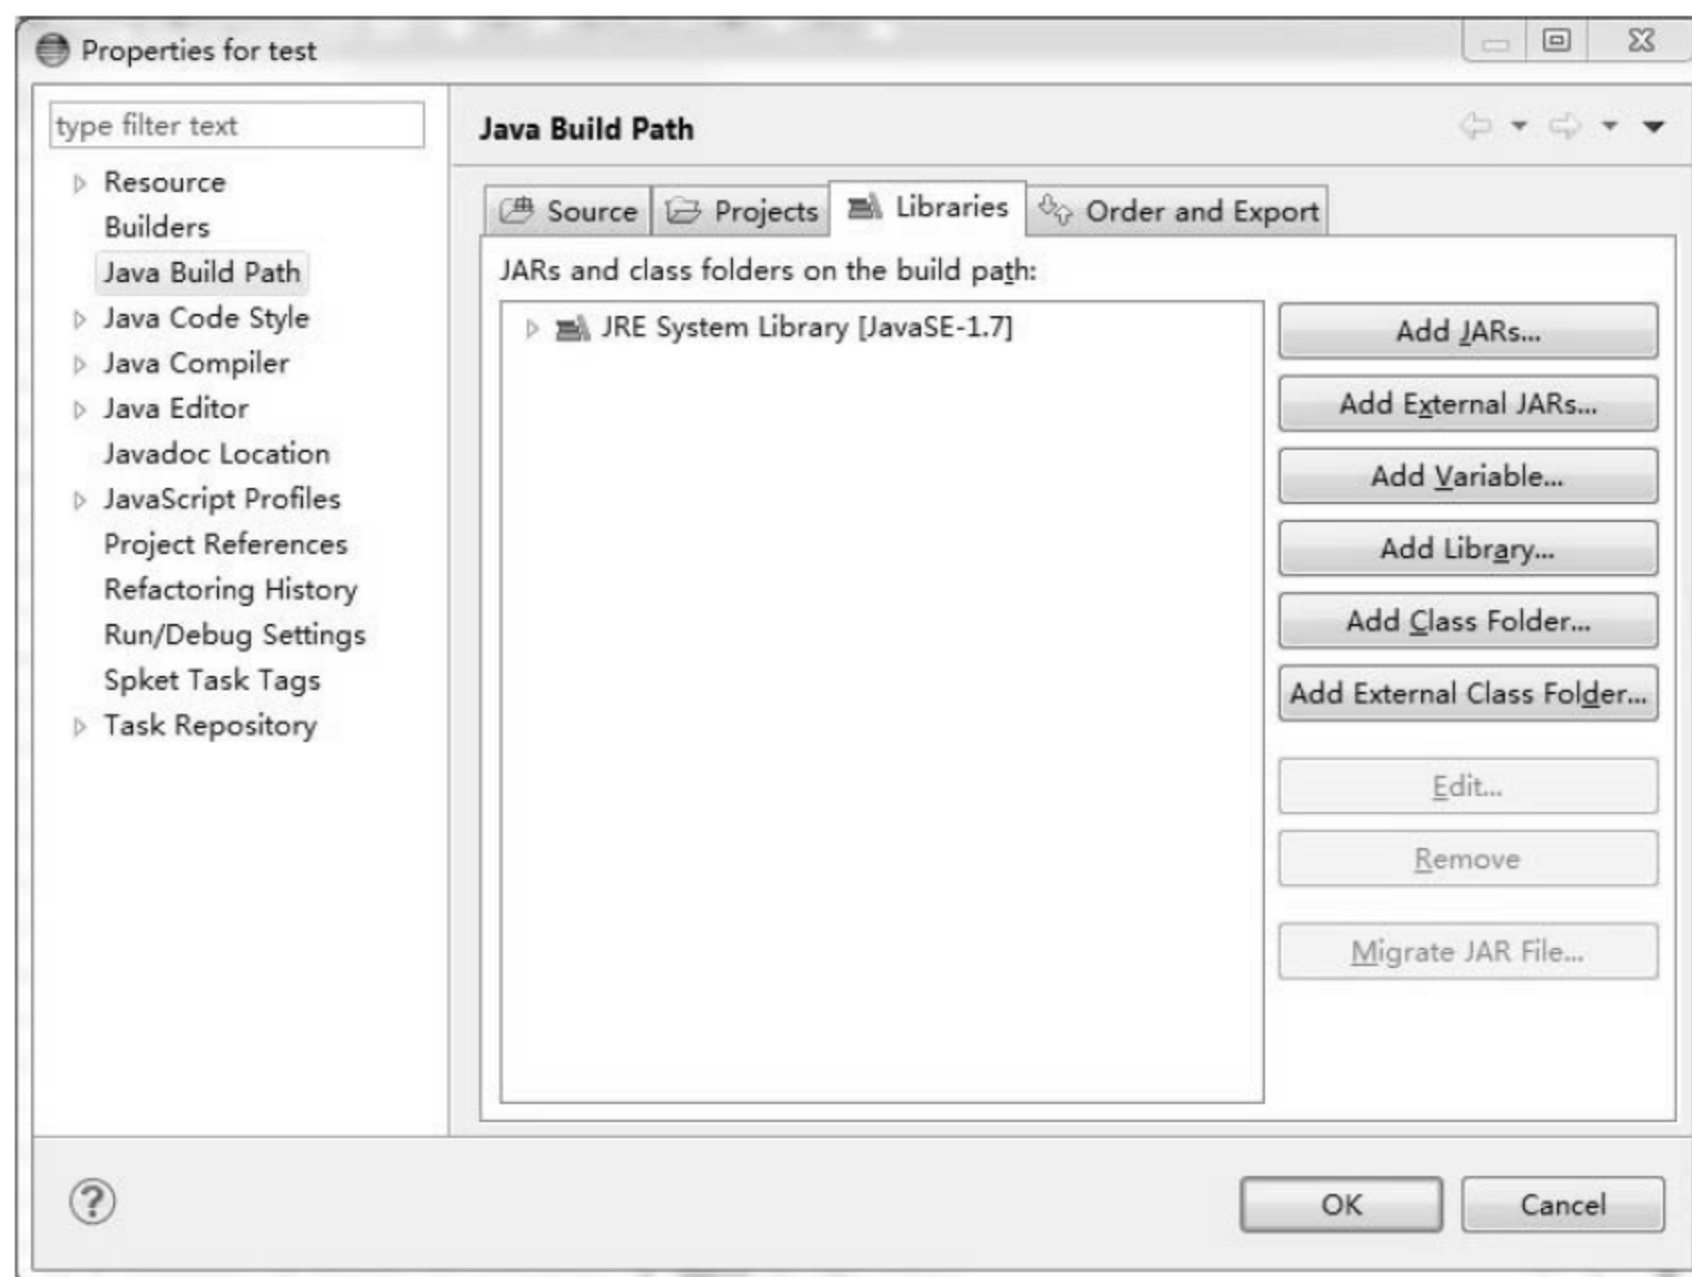 Properties for test
type filter text
Resource
Builders
Java Build Path
Java Code Style
Java Compiler
Java Editor
Javadoc Location
JavaScript Profiles
Project References
Refactoring History
Run/Debug Settings
Spket Task Tags
Task Repository
Java Build Path
Source Projects Libraries Order and Export
JARs and class folders on the build path:
JRE System Library [JavaSE-1.7]
Add JARs...
Add External JARs...
Add Variable...
Add Library...
Add Class Folder...
Add External Class Folder...
Edit...
Remove
Migrate JAR File...
?
OK Cancel